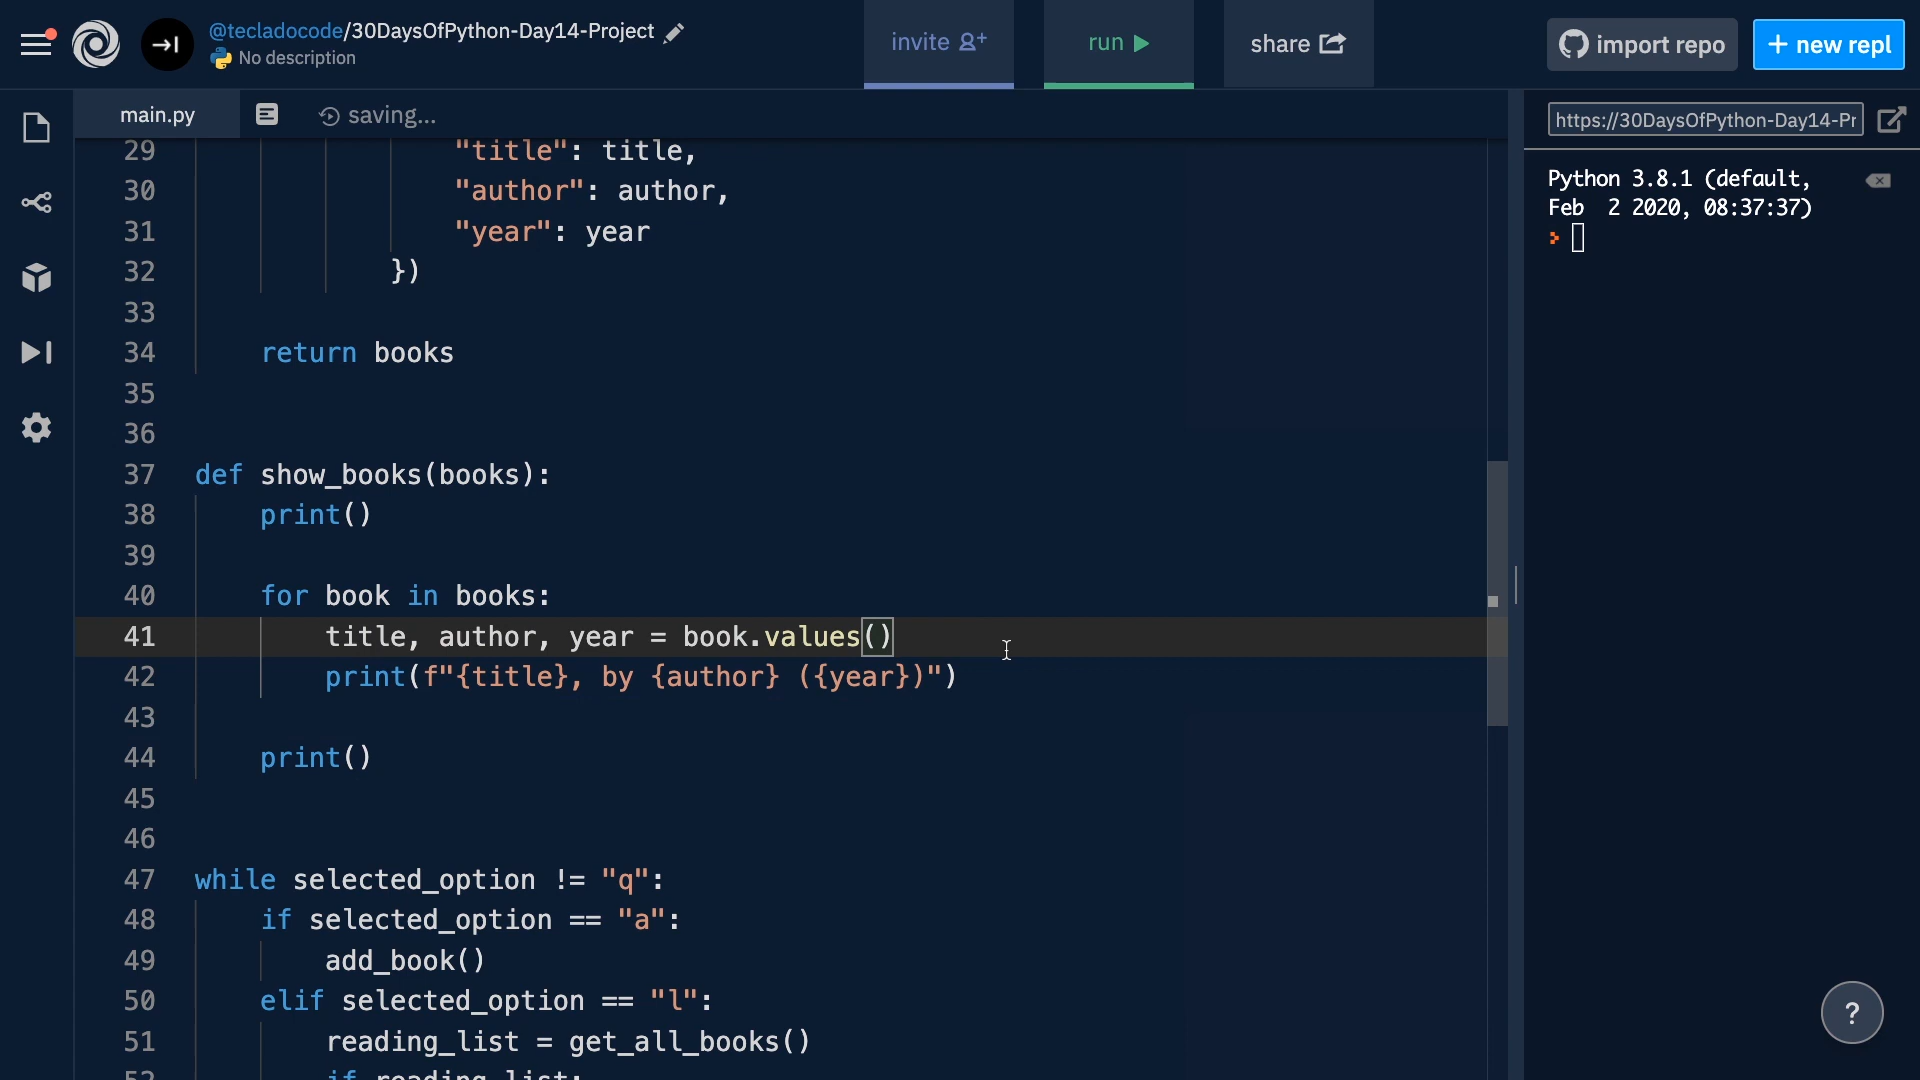 @tecladocode/30DaysOfPython-Day14-Project
No description
invite
run
share
import repo
+ new repl
main.py
saving...
https://30DaysOfPython-Day14-Pr
Python 3.8.1 (default,
Feb  2 2020, 08:37:37)
29                 "title": title,
30                 "author": author,
31                 "year": year
32             })
33
34     return books
35
36
37 def show_books(books):
38     print()
39
40     for book in books:
41         title, author, year = book.values()
42         print(f"{title}, by {author} ({year})")
43
44     print()
45
46
47 while selected_option != "q":
48     if selected_option == "a":
49         add_book()
50     elif selected_option == "l":
51         reading_list = get_all_books()
52         if reading_list:
?